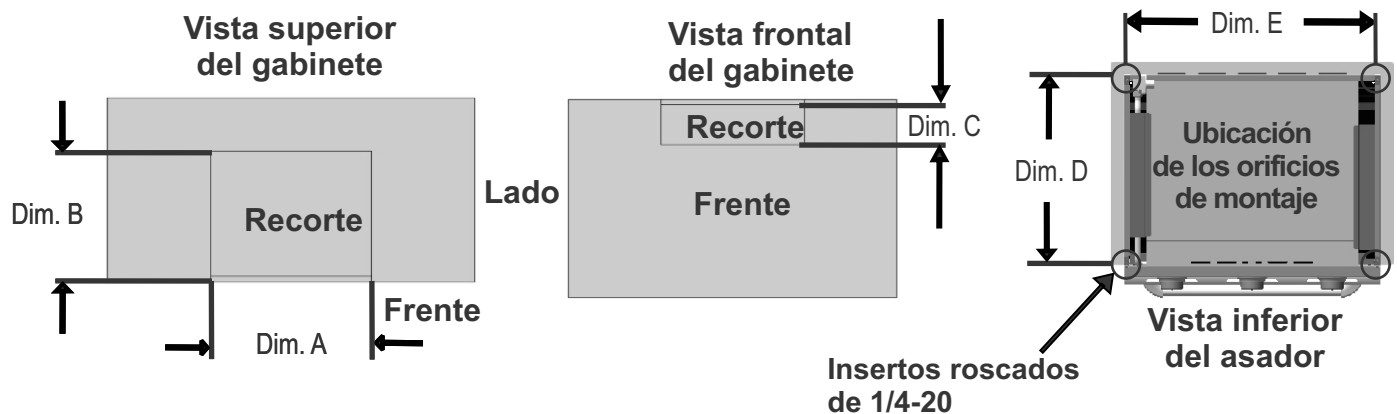 Vista superior
del gabinete
Dim. B
Recorte
Lado
Frente
Dim. A
Vista frontal
del gabinete
Recorte
Dim. C
Frente
Dim. E
Dim. D
Ubicación
de los orificios
de montaje
Vista inferior
del asador
Insertos roscados
de 1/4-20